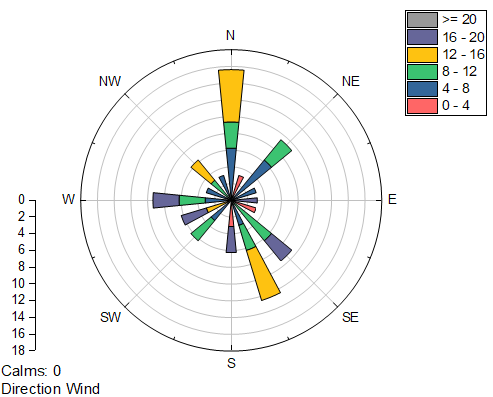 >= 20
16 - 20
12 - 16
8 - 12
4 - 8
0 - 4
N
NW
NE
W
E
SW
SE
S
0
2
4
6
8
10
12
14
16
18
Calms: 0
Direction Wind